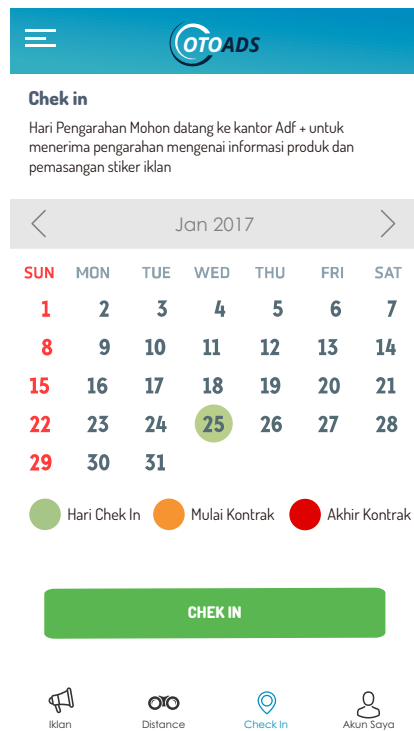 OTOADS
Chek in
Hari Pengarahan Mohon datang ke kantor Adf + untuk
menerima pengarahan mengenai informasi produk dan
pemasangan stiker iklan
Jan 2017
SUN MON TUE WED THU FRI SAT
1 2 3 4 5 6 7
8 9 10 11 12 13 14
15 16 17 18 19 20 21
22 23 24 25 26 27 28
29 30 31
Hari Chek In Mulai Kontrak Akhir Kontrak
CHEK IN
Iklan Distance Check In Akun Saya